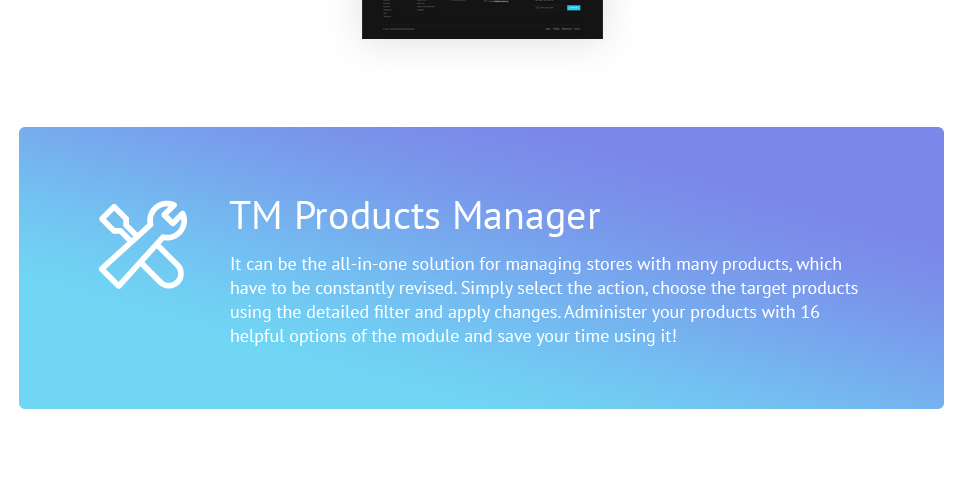 TM Products Manager
It can be the all-in-one solution for managing stores with many products, which
have to be constantly revised. Simply select the action, choose the target products
using the detailed filter and apply changes. Administer your products with 16
helpful options of the module and save your time using it!